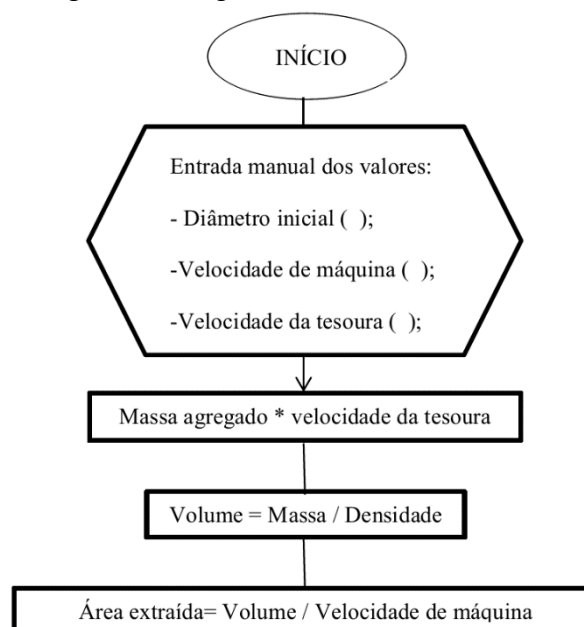 INÍCIO
Entrada manual dos valores:
- Diâmetro inicial ( );
-Velocidade de máquina ( );
-Velocidade da tesoura ( );
Massa agregado * velocidade da tesoura
Volume = Massa / Densidade
Área extraída= Volume / Velocidade de máquina